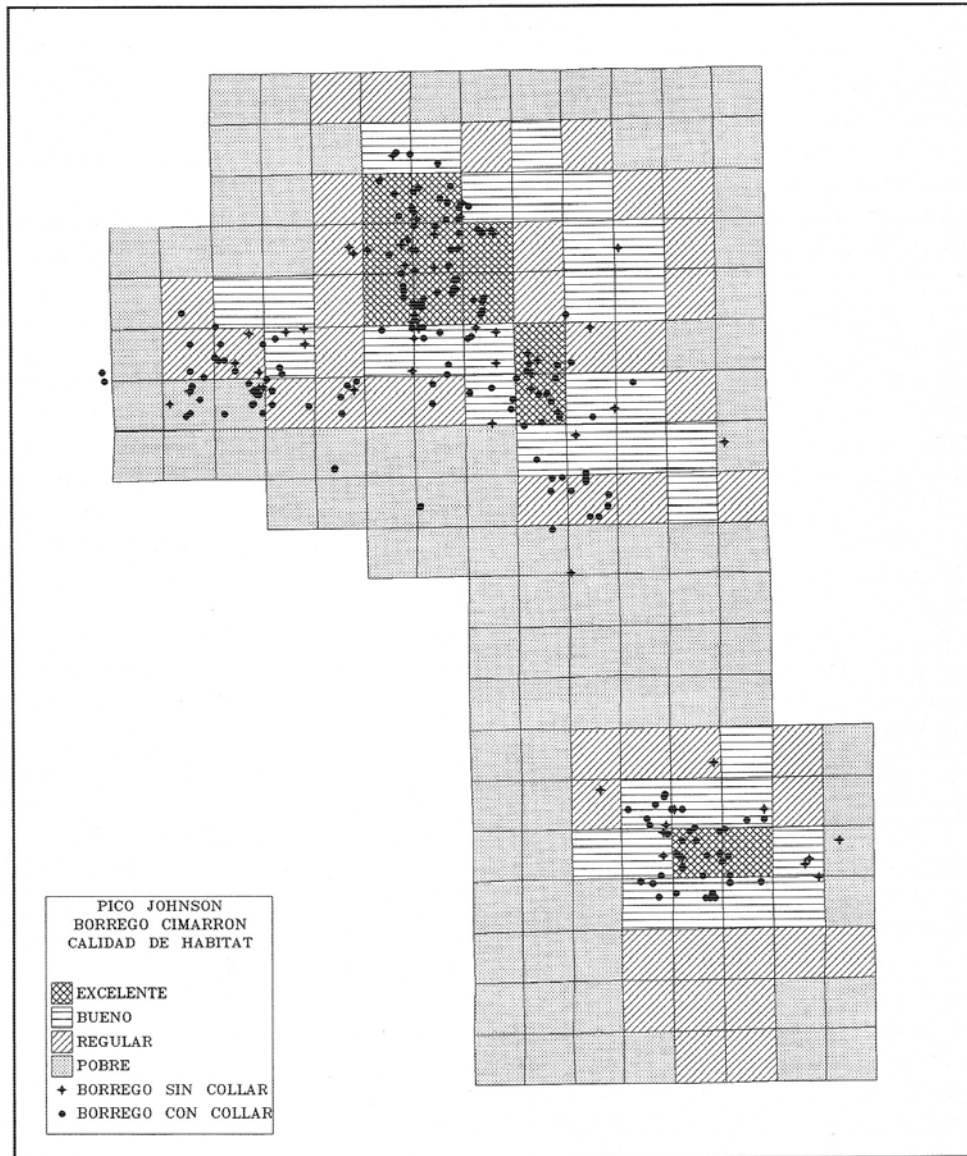 PICO JOHNSON
BORREGO CIMARRON
CALIDAD DE HABITAT
EXCELENTE
BUENO
REGULAR
POBRE
BORREGO SIN COLLAR
BORREGO CON COLLAR